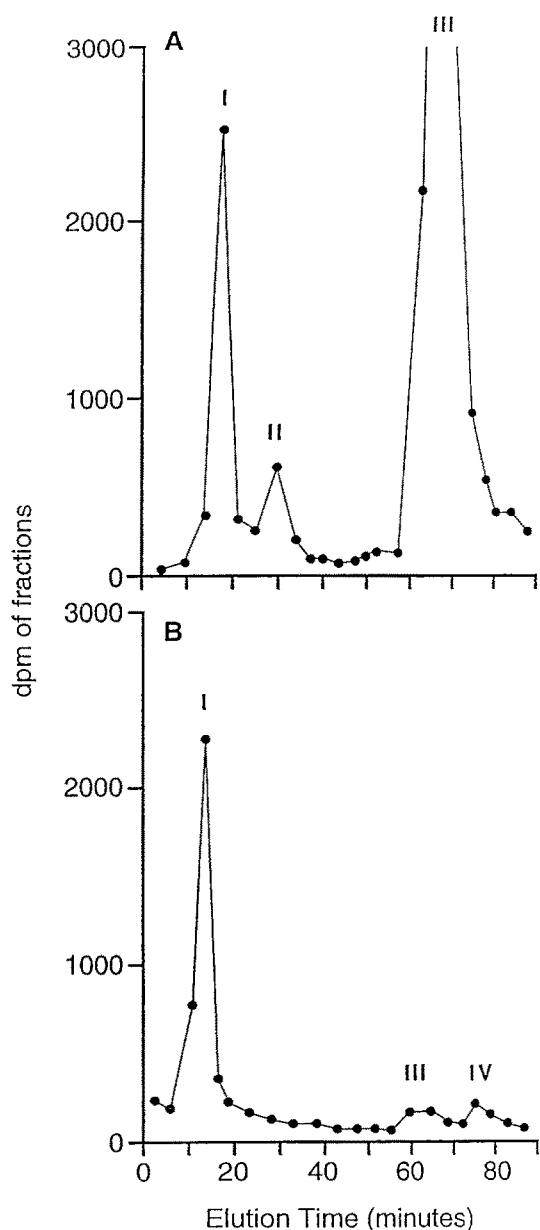 A
III
3000
I
2000
1000
II
0
dpm of fractions
B
3000
I
2000
1000
III IV
0
0 20 40 60 80
Elution Time (minutes)